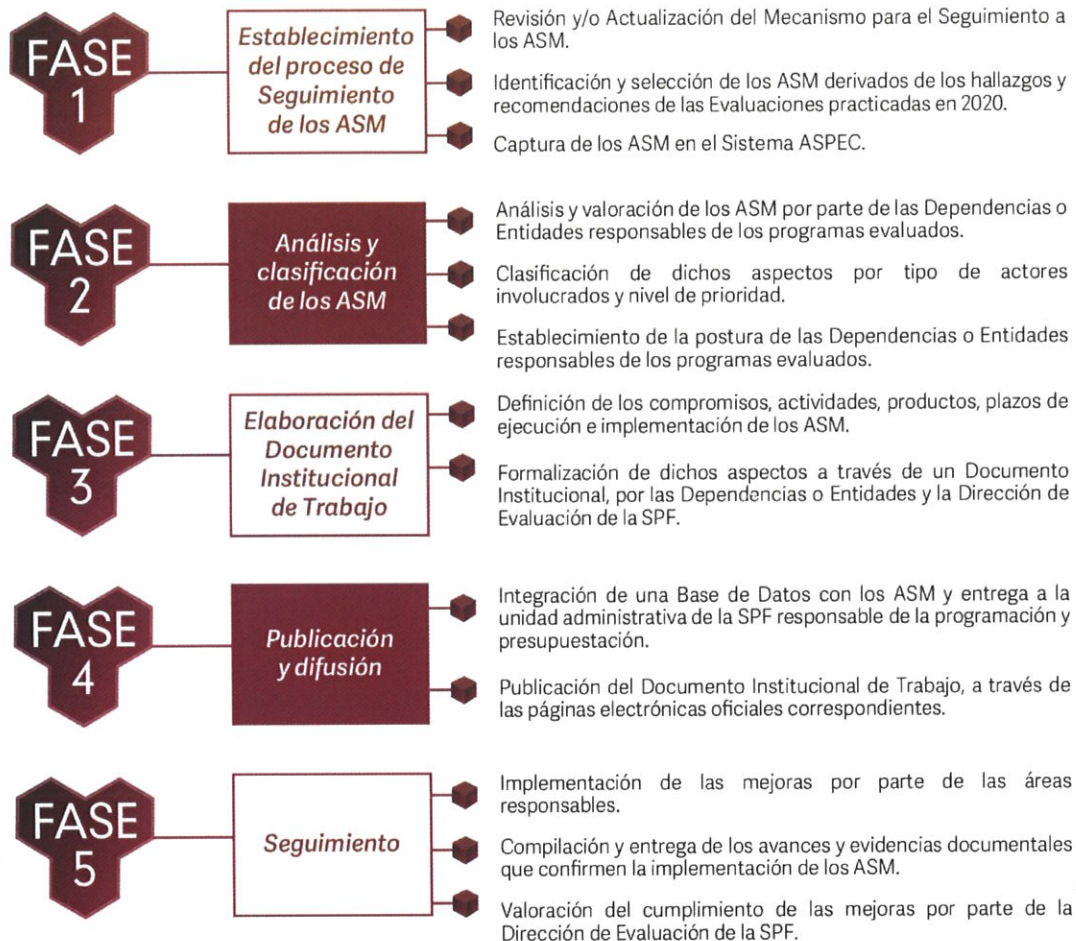 FASE
1
Establecimiento
del proceso de
Seguimiento
de los ASM
Revisión y/o Actualización del Mecanismo para el Seguimiento a
los ASM.
Identificación y selección de los ASM derivados de los hallazgos y
recomendaciones de las Evaluaciones practicadas en 2020.
Captura de los ASM en el Sistema ASPEC.
FASE
2
Análisis y
clasificación
de los ASM
Análisis y valoración de los ASM por parte de las Dependencias o
Entidades responsables de los programas evaluados.
Clasificación de dichos aspectos por tipo de actores
involucrados y nivel de prioridad.
Establecimiento de la postura de las Dependencias o Entidades
responsables de los programas evaluados.
FASE
3
Elaboración del
Documento
Institucional
de Trabajo
Definición de los compromisos, actividades, productos, plazos de
ejecución e implementación de los ASM.
Formalización de dichos aspectos a través de un Documento
Institucional, por las Dependencias o Entidades y la Dirección de
Evaluación de la SPF.
FASE
4
Publicación
y difusión
Integración de una Base de Datos con los ASM y entrega a la
unidad administrativa de la SPF responsable de la programación y
presupuestación.
Publicación del Documento Institucional de Trabajo, a través de
las páginas electrónicas oficiales correspondientes.
FASE
5
Seguimiento
Implementación de las mejoras por parte de las áreas
responsables.
Compilación y entrega de los avances y evidencias documentales
que confirmen la implementación de los ASM.
Valoración del cumplimiento de las mejoras por parte de la
Dirección de Evaluación de la SPF.